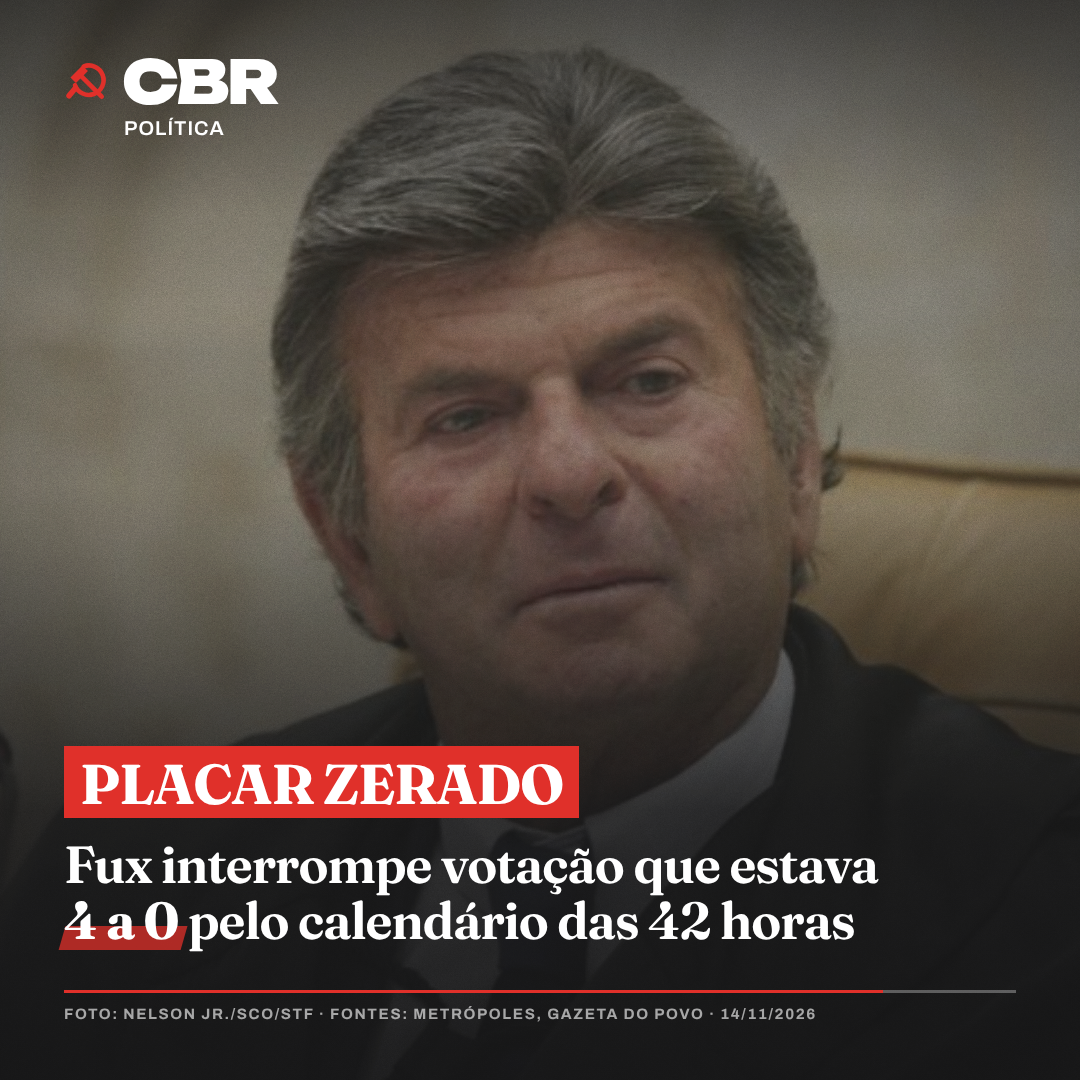 CBR
POLÍTICA
PLACAR ZERADO
Fux interrompe votação que estava
4 a 0 pelo calendário das 42 horas
FOTO: NELSON JR./SCO/STF · FONTES: METRÓPOLES, GAZETA DO POVO · 14/11/2026